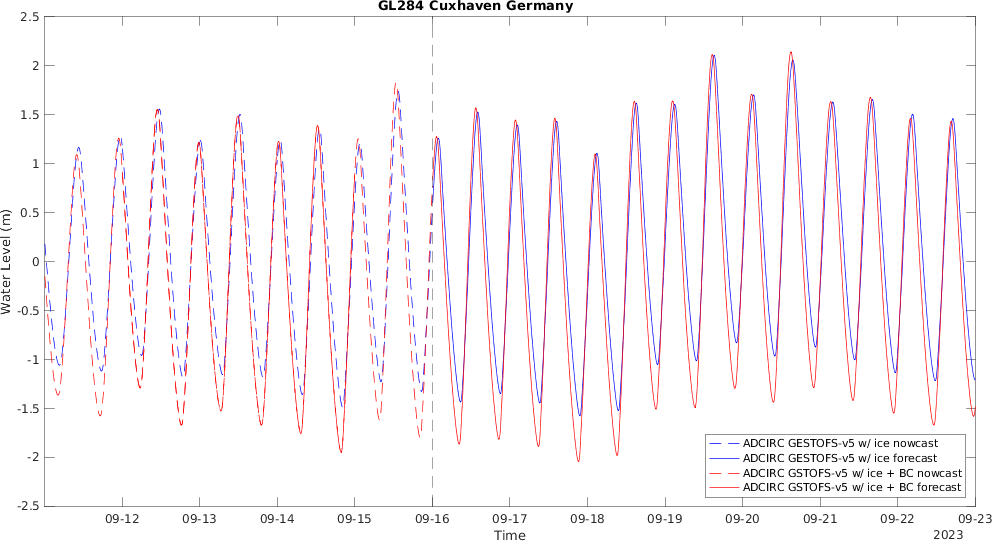 GL284 Cuxhaven Germany
2.5
2
1.5
1
0.5
0
-0.5
-1
-1.5
-2
-2.5
Water Level (m)
ADCIRC GESTOFS-v5 w/ ice nowcast
ADCIRC GESTOFS-v5 w/ ice forecast
ADCIRC GSTOFS-v5 w/ ice + BC nowcast
ADCIRC GSTOFS-v5 w/ ice + BC forecast
09-12 09-13 09-14 09-15 09-16 09-17 09-18 09-19 09-20 09-21 09-22 09-23
Time
2023